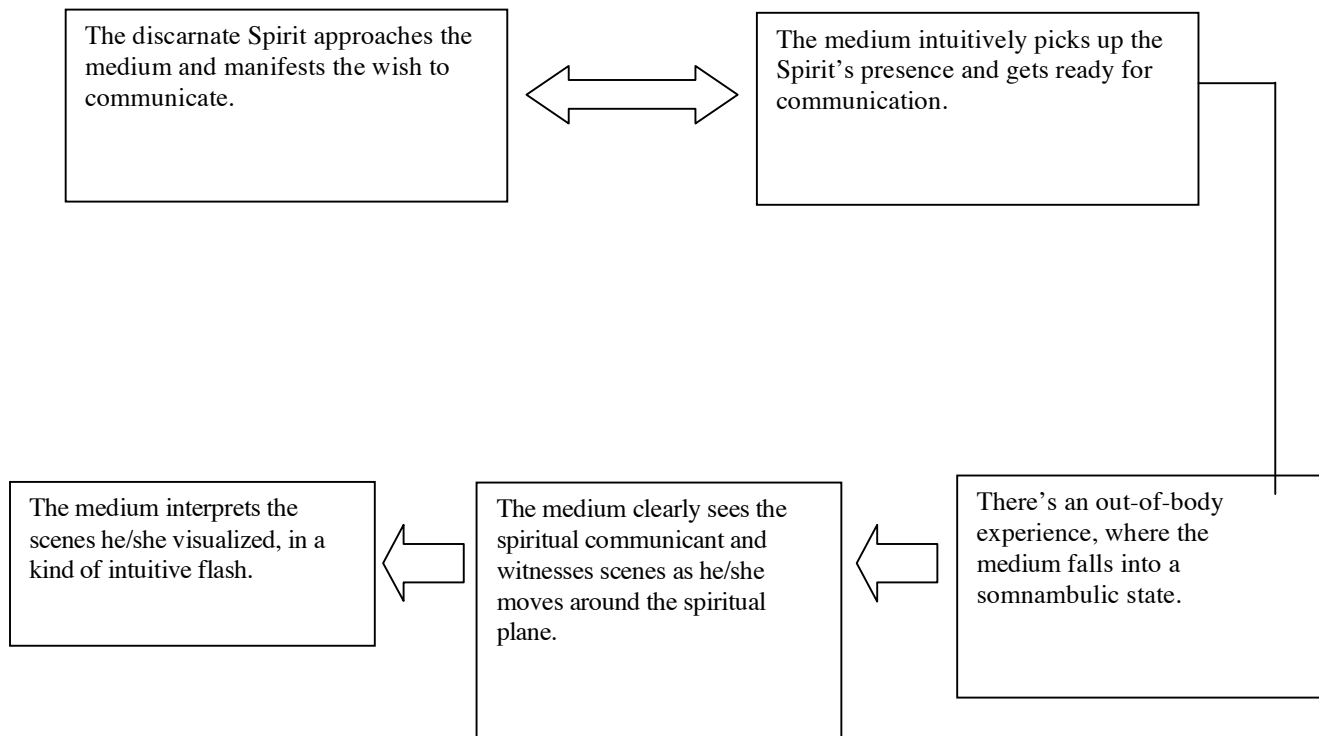 The discarnate Spirit approaches the
medium and manifests the wish to
communicate.
The medium intuitively picks up the
Spirit’s presence and gets ready for
communication.
There’s an out-of-body
experience, where the
medium falls into a
somnambulic state.
The medium clearly sees the
spiritual communicant and
witnesses scenes as he/she
moves around the spiritual
plane.
The medium interprets the
scenes he/she visualized, in a
kind of intuitive flash.